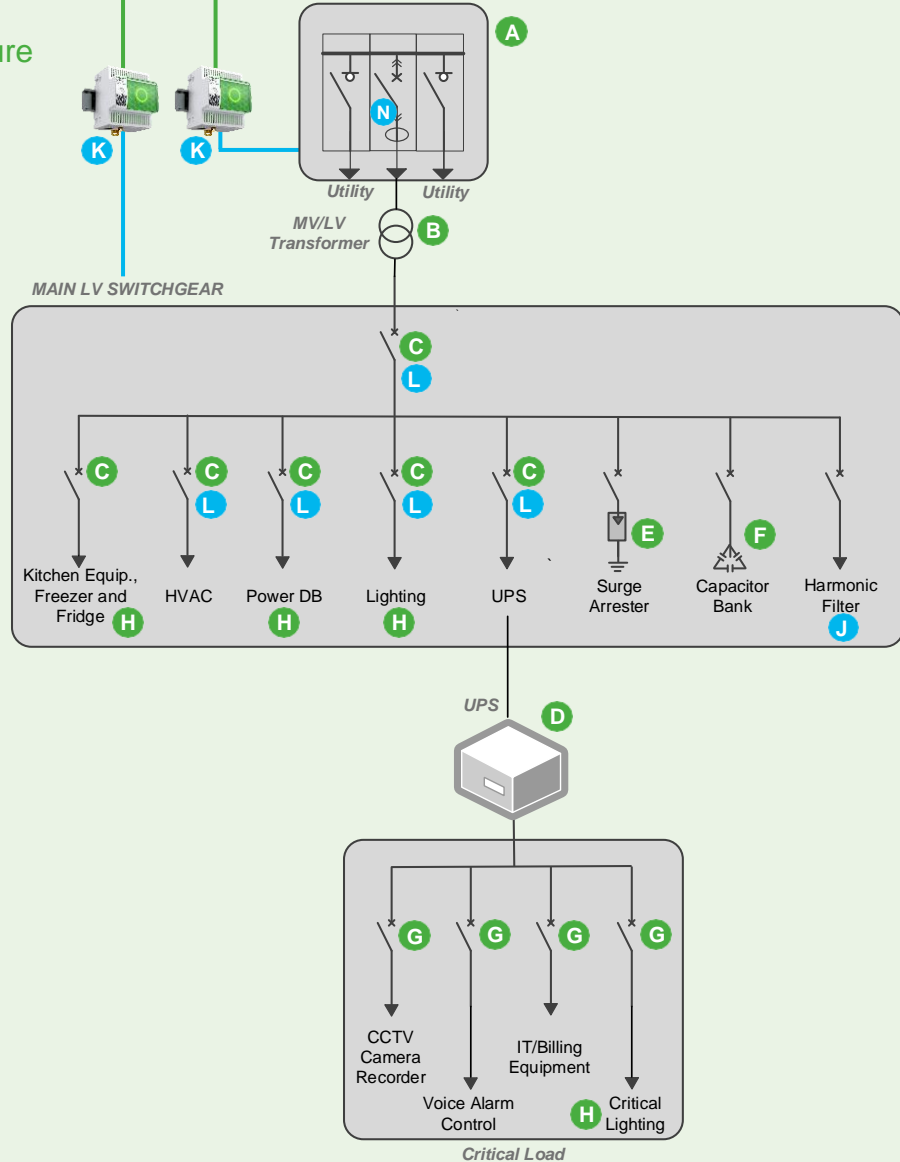 ure
A
K
K
N
Utility
Utility
MV/LV
Transformer
B
MAIN LV SWITCHGEAR
C
L
C
C
L
C
L
C
L
C
L
E
F
Kitchen Equip.,
Freezer and
Fridge
H
HVAC
Power DB
H
Lighting
H
UPS
Surge
Arrester
Capacitor
Bank
Harmonic
Filter
J
UPS
D
G
G
G
G
CCTV
Camera
Recorder
Voice Alarm
Control
IT/Billing
Equipment
H
Critical
Lighting
Critical Load